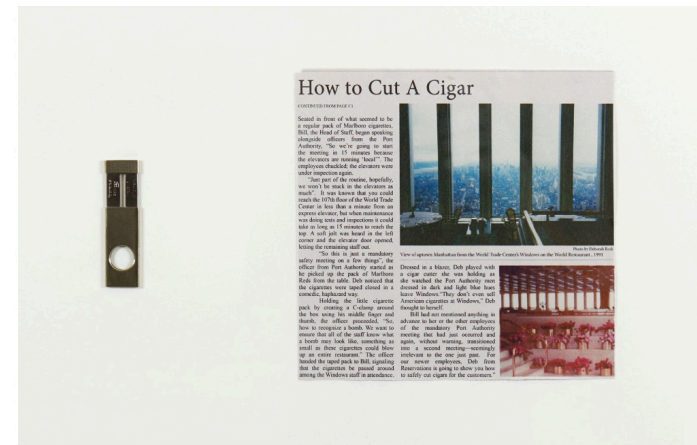 How to Cut A Cigar
CONTINUED FROM PAGE
Seated in front of what seemed to be
a regular pack of Marlboro cigarettes,
Bill, the Head of Staff, began speaking
alongside officers from the Port
Authority, "So we're going to start
the meeting in 15 minutes because
the elevators are running 'local'". The
employees chuckled; the elevators were
under inspection again.
"Just part of the routine, hopefully,
we won't be stuck in the elevators as
much". It was known that you could
reach the 107th floor of the World Trade
Center in less than a minute from an
express elevator, but when maintenance
was doing tests and inspections it could
take as long as 15 minutes to reach the
top. A soft jolt was heard in the left
corner and the elevator door opened,
letting the remaining staff out.
"So this is just a mandatory
safety meeting on a few things", the
officer from Port Authority started as
he picked up the pack of Marlboro
Reds from the table. Deb noticed that
the cigarettes were taped closed in a
comedic, haphazard way.
Holding the little cigarette
pack by creating a C-clamp around
the box using his middle finger and
thumb, the officer proceeded, "So,
how to recognize a bomb. We want to
ensure that all of the staff know what
a bomb may look like, something as
small as these cigarettes could blow
up an entire restaurant." The officer
handed the taped pack to Bill, signaling
that the cigarettes be passed around
among the Windows staff in attendance.
Photo by Deborah
View of uptown Manhattan from the World Trade Center's Windows on the World Restaurant, 1993
Dressed in a blazer, Deb played with
a cigar cutter she was holding as
she watched the Port Authority men
dressed in dark and light blue hues
leave Windows."They don't even sell
American cigarettes at Windows," Deb
thought to herself.
Bill had not mentioned anything in
advance to her or the other employees
of the mandatory Port Authority
meeting that had just occurred and
again, without warning, transitioned
into a second meeting—seemingly
irrelevant to the one just past. For
our newer employees, Deb from
Reservations is going to show you how
to safely cut cigars for the customers."